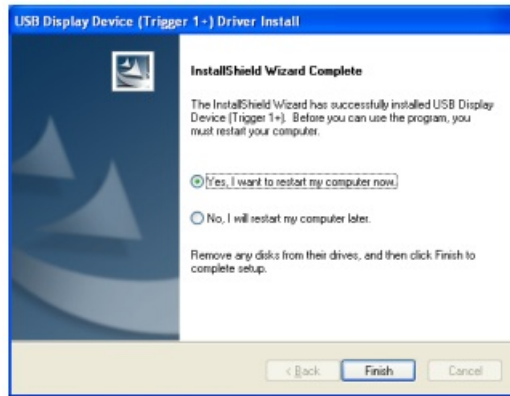 USB Display Device (Trigger 1+) Driver Install
InstallShield Wizard Complete
The InstallShield Wizard has successfully installed USB Display
Device (Trigger 1+). Before you can use the program, you
must restart your computer.
Yes, I want to restart my computer now.
No, I will restart my computer later.
Remove any disks from their drives, and then click Finish to
complete setup.
< Back Finish Cancel